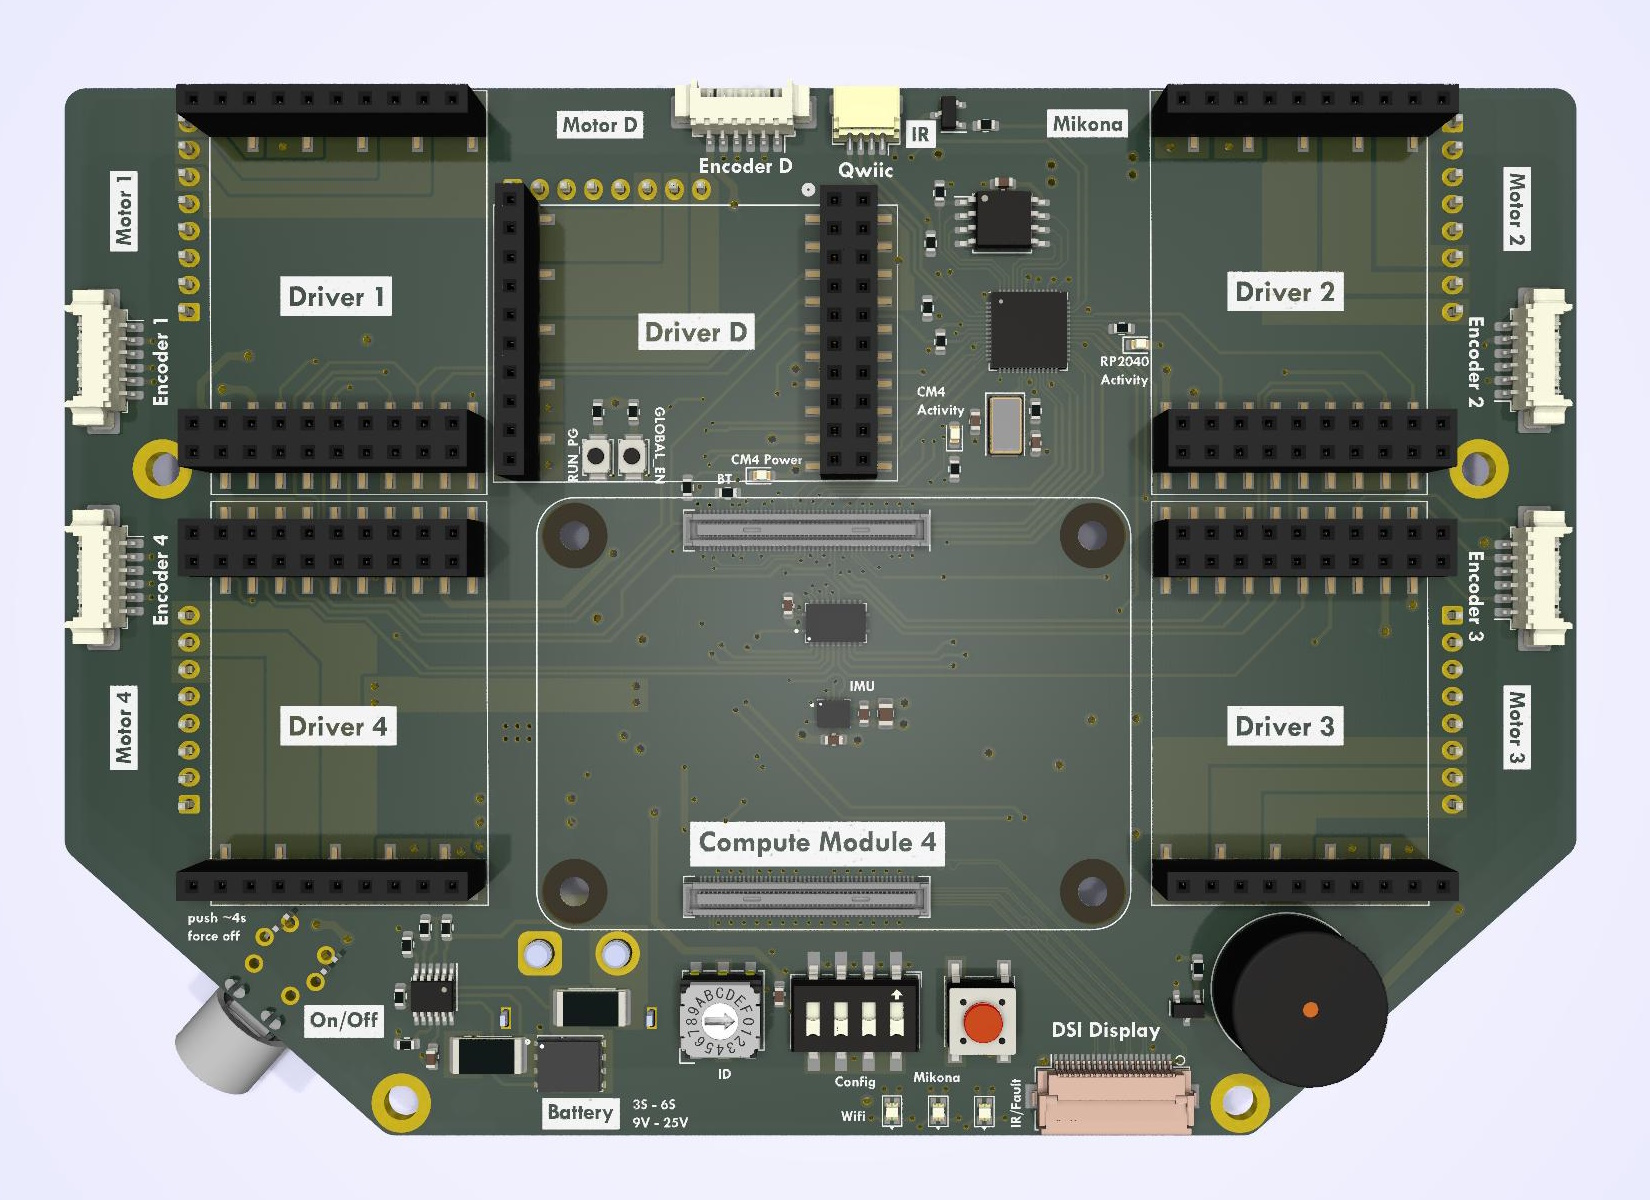 Motor D
IR
Mikona
Encoder D
Qwiic
Motor 1
Motor 2
Driver 1
Driver D
Driver 2
Encoder 1
Encoder 2
RP2040
Activity
CM4
Activity
RUN_PG
GLOBAL_EN
CM4 Power
BT
Encoder 4
Encoder 3
IMU
Motor 4
Driver 4
Driver 3
Motor 3
Compute Module 4
push ~4s
force off
On/Off
0123456789ABCDEF
DSI Display
ID
Config
Mikona
Wifi
IR/Fault
Battery
3S - 6S
9V - 25V